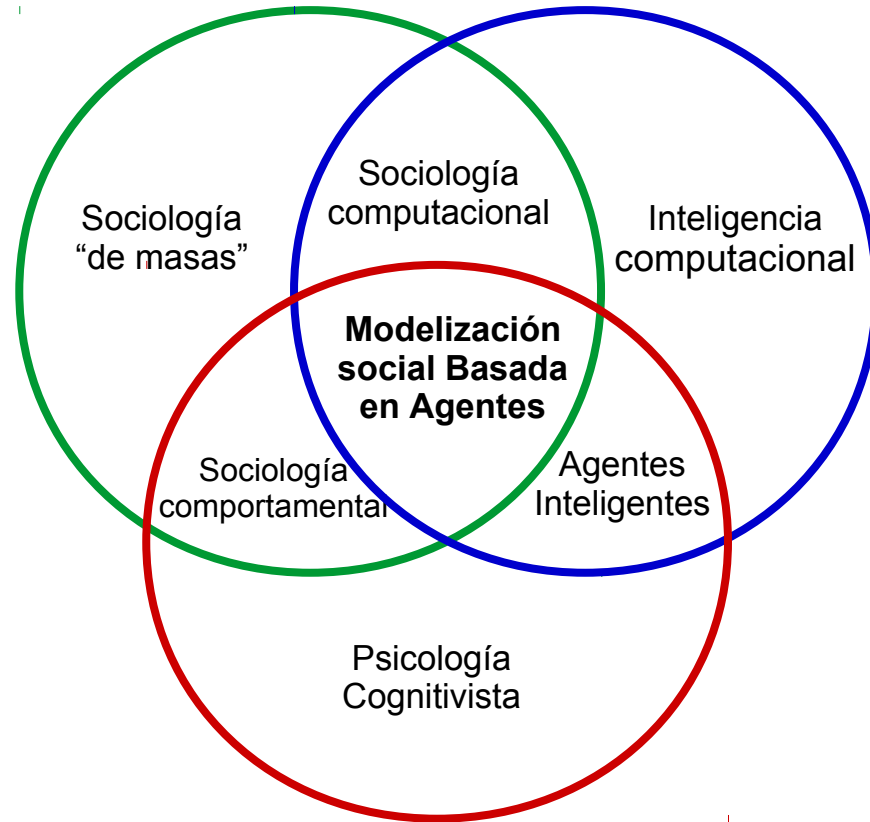 Sociología
computacional
Sociología
“de masas”
Inteligencia
computacional
Modelización
social Basada
en Agentes
Sociología
comportamental
Agentes
Inteligentes
Psicología
Cognitivista